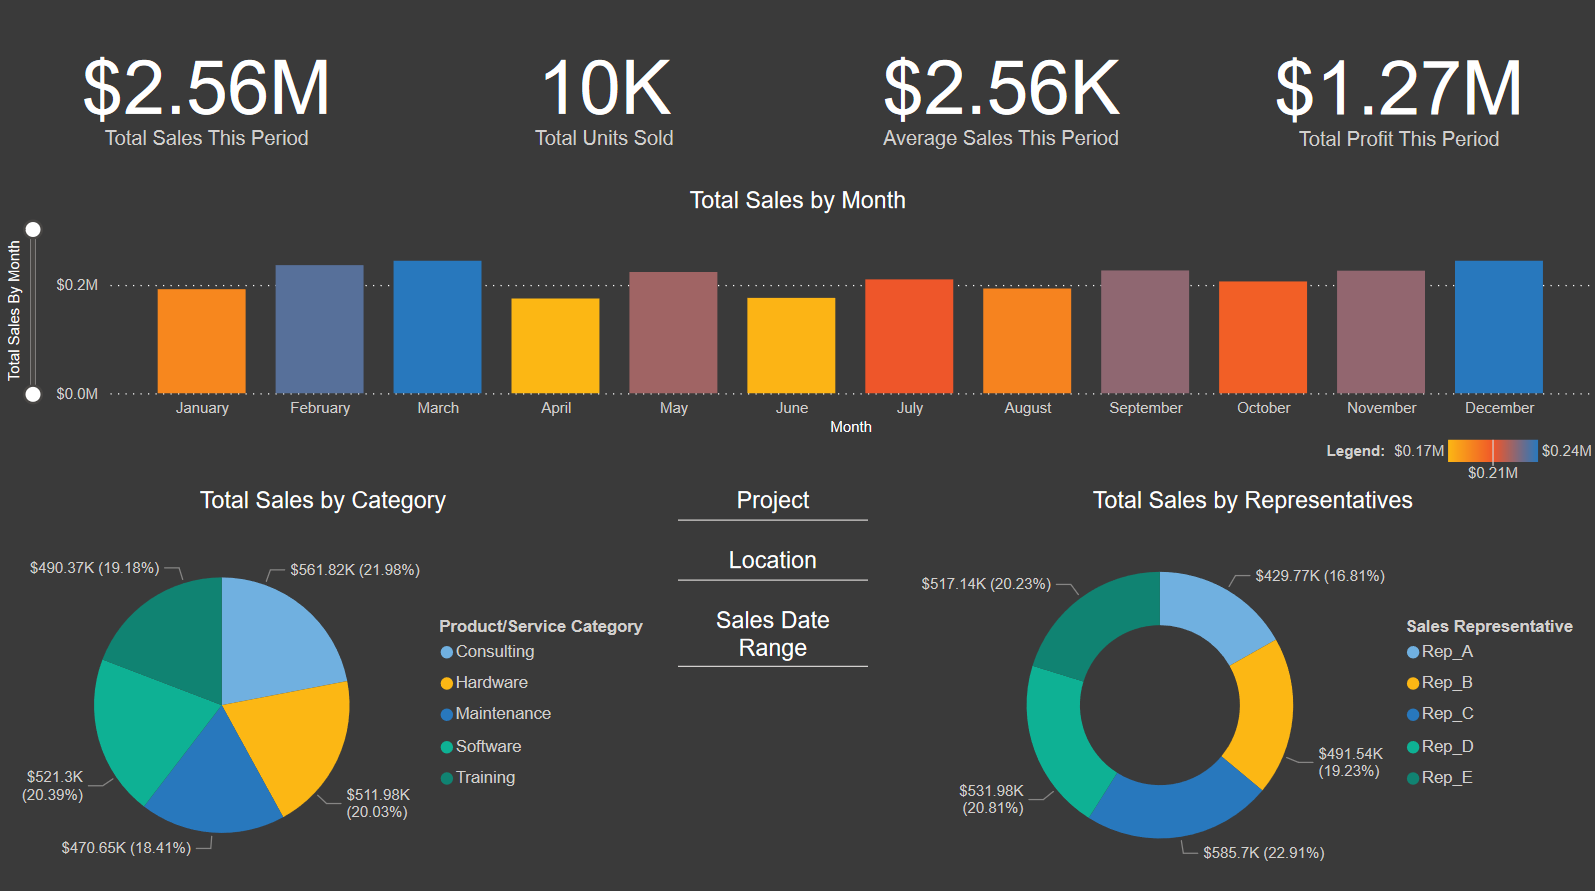 $2.56M
Total Sales This Period
10K
Total Units Sold
$2.56K
Average Sales This Period
$1.27M
Total Profit This Period
Total Sales by Month
Total Sales By Month
$0.2M
$0.0M
January
February
March
April
May
June
July
August
September
October
November
December
Month
Legend:
$0.17M
$0.24M
$0.21M
Total Sales by Category
$490.37K (19.18%)
$561.82K (21.98%)
$521.3K
(20.39%)
$511.98K
(20.03%)
$470.65K (18.41%)
Product/Service Category
Consulting
Hardware
Maintenance
Software
Training
Project
Location
Sales Date
Range
Total Sales by Representatives
$517.14K (20.23%)
$429.77K (16.81%)
$491.54K
(19.23%)
$531.98K
(20.81%)
$585.7K (22.91%)
Sales Representative
Rep_A
Rep_B
Rep_C
Rep_D
Rep_E